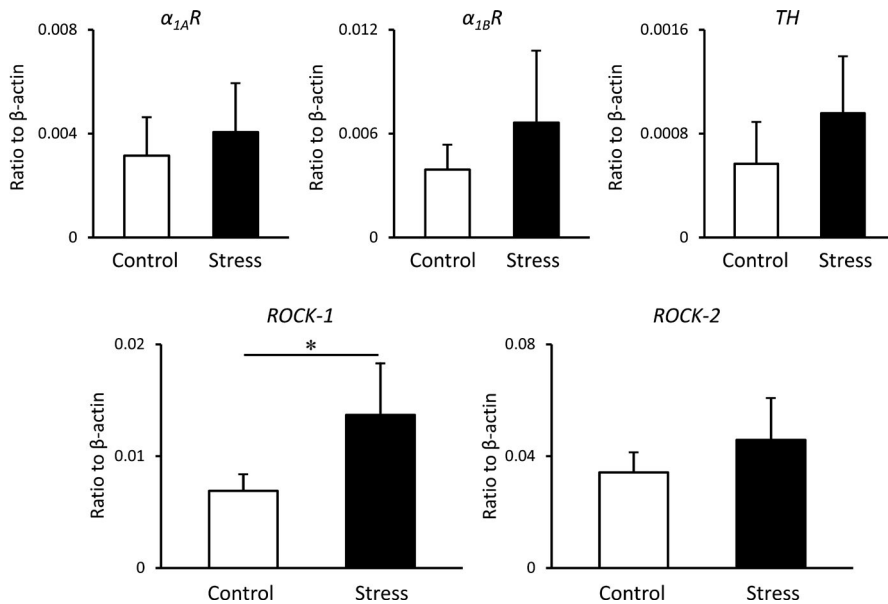 α1AR
0.008
0.004
0
Ratio to β-actin
Control Stress
α1BR
0.012
0.006
0
Ratio to β-actin
Control Stress
TH
0.0016
0.0008
0
Ratio to β-actin
Control Stress
ROCK-1
0.02
0.01
0
Ratio to β-actin
*
Control Stress
ROCK-2
0.08
0.04
0
Ratio to β-actin
Control Stress